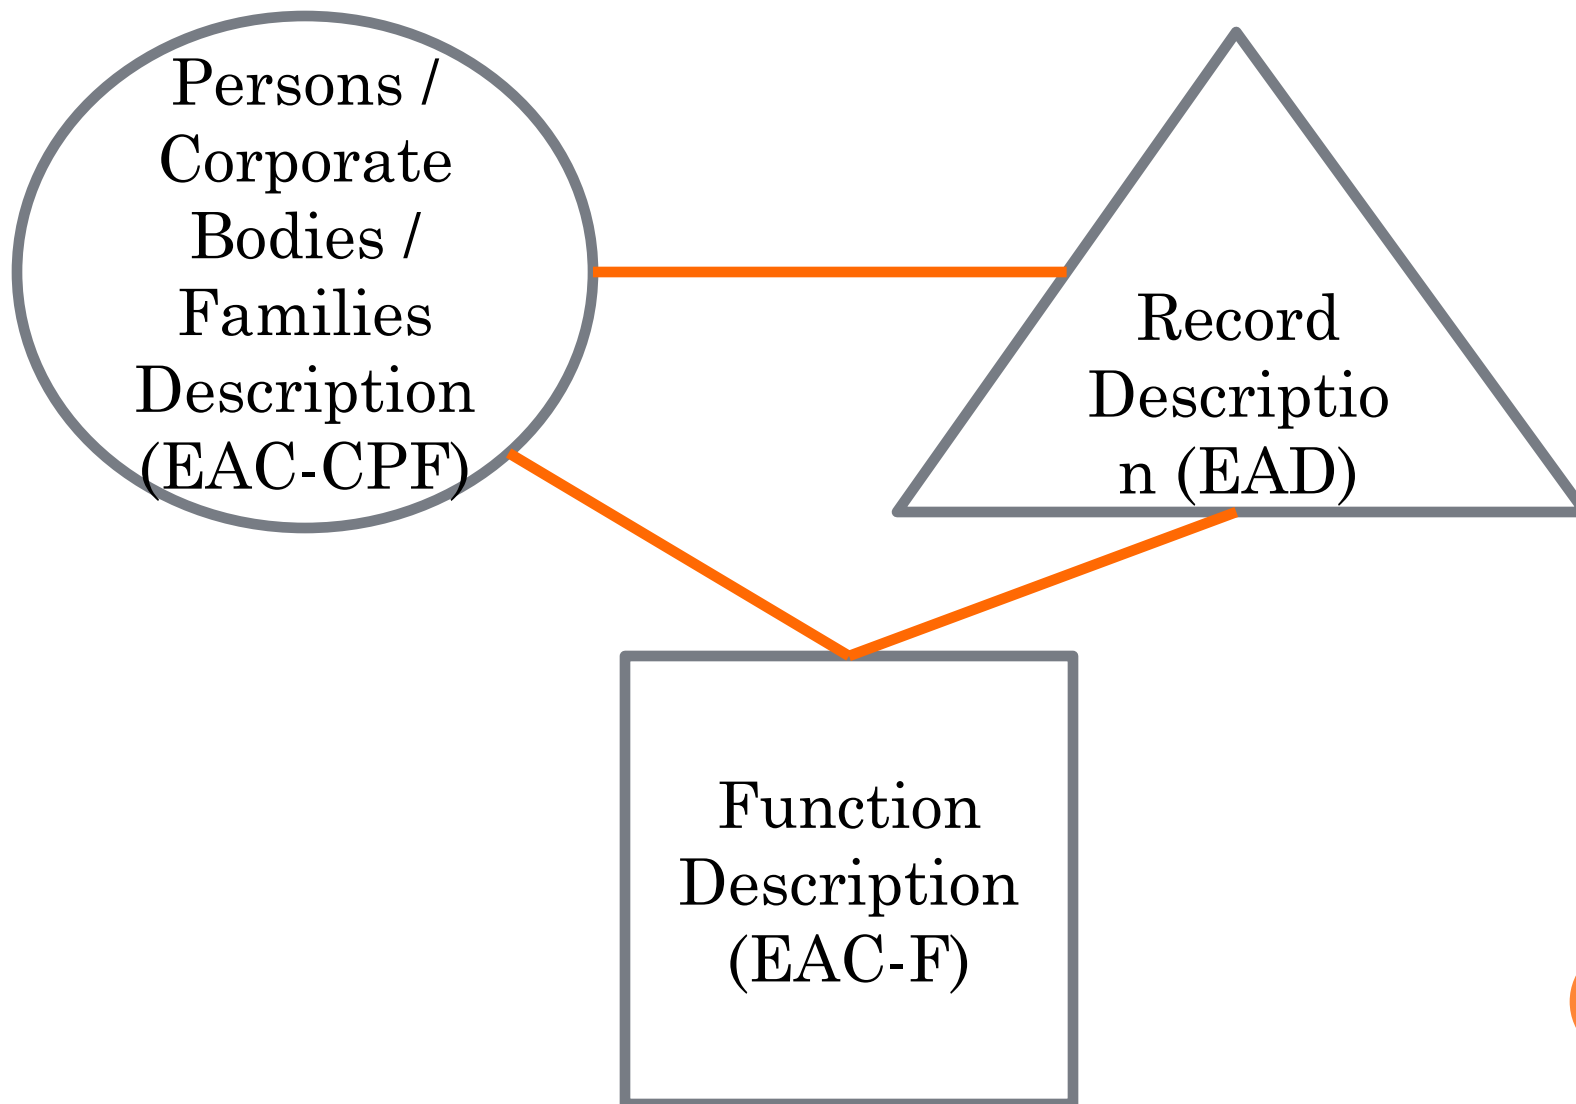 Persons /
Corporate
Bodies /
Families
Description
(EAC-CPF)
Record
Descriptio
n (EAD)
Function
Description
(EAC-F)